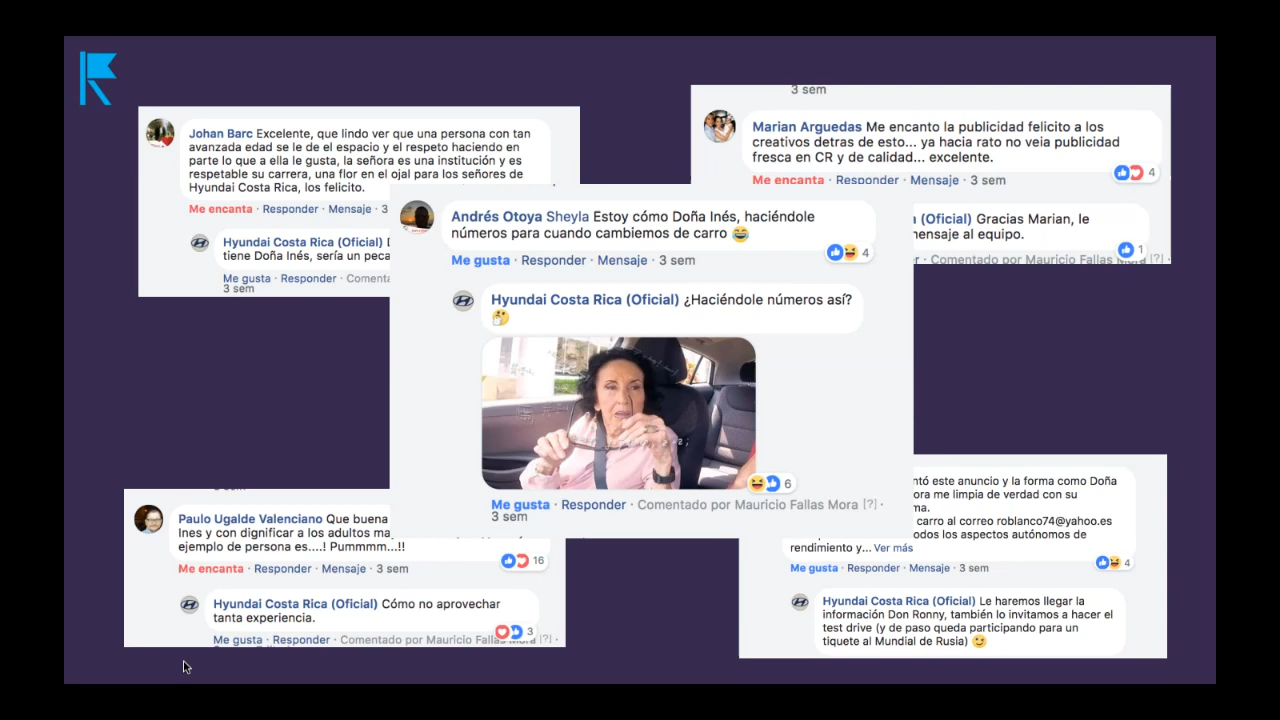 Johan Barc Excelente, que lindo ver que una persona con tan
avanzada edad se le de el espacio y el respeto haciendo en
parte lo que a ella le gusta, la señora es una institución y es
respetable su carrera, una flor en el ojal para los señores de
Hyundai Costa Rica, los felicito.
Me encanta · Responder · Mensaje · 3
Hyundai Costa Rica (Oficial)
tiene Doña Inés, sería un peca
Me gusta · Responder · Comenta
3 sem
3 sem
Marian Arguedas Me encanto la publicidad felicito a los
creativos detras de esto... ya hacia rato no veia publicidad
fresca en CR y de calidad... excelente.
4
Me encanta · Responder · Mensaje · 3 sem
(Oficial) Gracias Marian, le
mensaje al equipo.
1
Comentado por Mauricio Fallas Mora [?] ·
Andrés Otoya Sheyla Estoy cómo Doña Inés, haciéndole
números para cuando cambiemos de carro 😂
4
Me gusta · Responder · Mensaje · 3 sem
Hyundai Costa Rica (Oficial) ¿Haciéndole números así?
🤔
6
Me gusta · Responder · Comentado por Mauricio Fallas Mora [?] ·
3 sem
Paulo Ugalde Valenciano Que buena
Ines y con dignificar a los adultos ma
ejemplo de persona es....! Pummmm...!!
16
Me encanta · Responder · Mensaje · 3 sem
Hyundai Costa Rica (Oficial) Cómo no aprovechar
tanta experiencia.
3
Me gusta · Responder · Comentado por Mauricio Fallas Mora [?] ·
ntó este anuncio y la forma como Doña
ora me limpia de verdad con su
ma.
carro al correo roblanco74@yahoo.es
odos los aspectos autónomos de
rendimiento y... Ver más
4
Me gusta · Responder · Mensaje · 3 sem
Hyundai Costa Rica (Oficial) Le haremos llegar la
información Don Ronny, también lo invitamos a hacer el
test drive (y de paso queda participando para un
tiquete al Mundial de Rusia) 😉